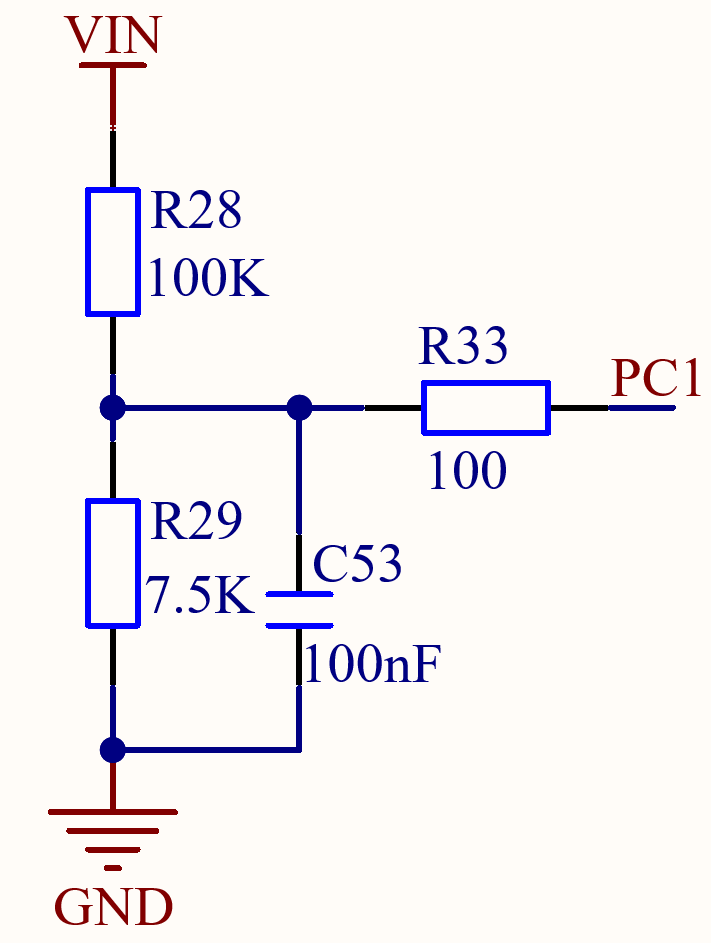 VIN
R28
100K
R33
PC1
100
R29
7.5K
C53
100nF
GND